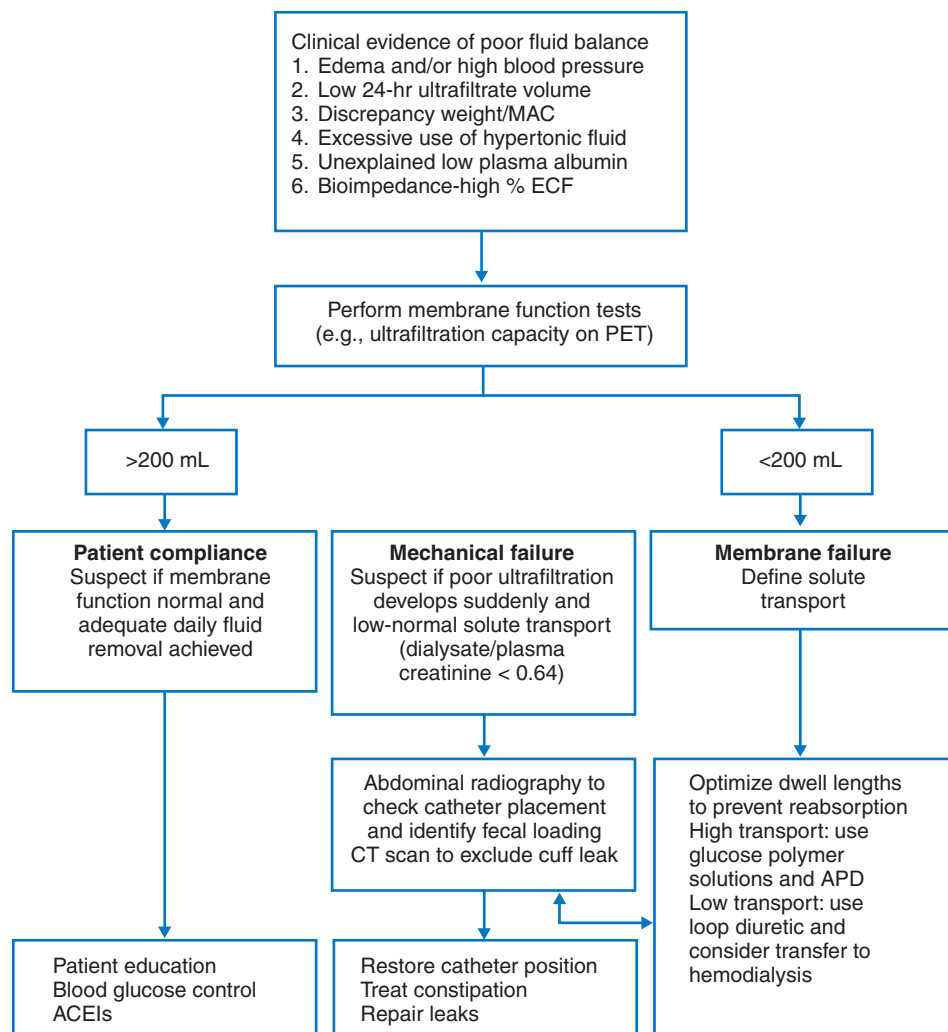 Clinical evidence of poor fluid balance
1. Edema and/or high blood pressure
2. Low 24-hr ultrafiltrate volume
3. Discrepancy weight/MAC
4. Excessive use of hypertonic fluid
5. Unexplained low plasma albumin
6. Bioimpedance-high % ECF
Perform membrane function tests
(e.g., ultrafiltration capacity on PET)
>200 mL
<200 mL
Patient compliance
Suspect if membrane
function normal and
adequate daily fluid
removal achieved
Mechanical failure
Suspect if poor ultrafiltration
develops suddenly and
low-normal solute transport
(dialysate/plasma
creatinine < 0.64)
Membrane failure
Define solute
transport
Abdominal radiography to
check catheter placement
and identify fecal loading
CT scan to exclude cuff leak
Optimize dwell lengths
to prevent reabsorption
High transport: use
glucose polymer
solutions and APD
Low transport: use
loop diuretic and
consider transfer to
hemodialysis
Patient education
Blood glucose control
ACEIs
Restore catheter position
Treat constipation
Repair leaks